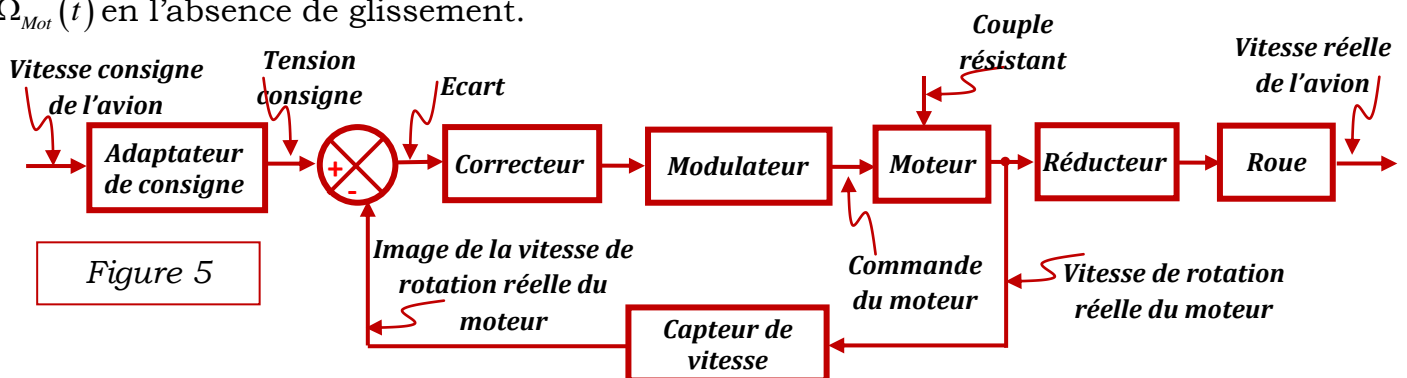 Ω_Mot (t) en l'absence de glissement.
Couple
résistant
Vitesse réelle
de l'avion
Vitesse consigne
de l'avion
Tension
consigne
Ecart
Adaptateur
de consigne
+
-
Correcteur
Modulateur
Moteur
Réducteur
Roue
Figure 5
Image de la vitesse de
rotation réelle du
moteur
Commande
du moteur
Vitesse de rotation
réelle du moteur
Capteur de
vitesse